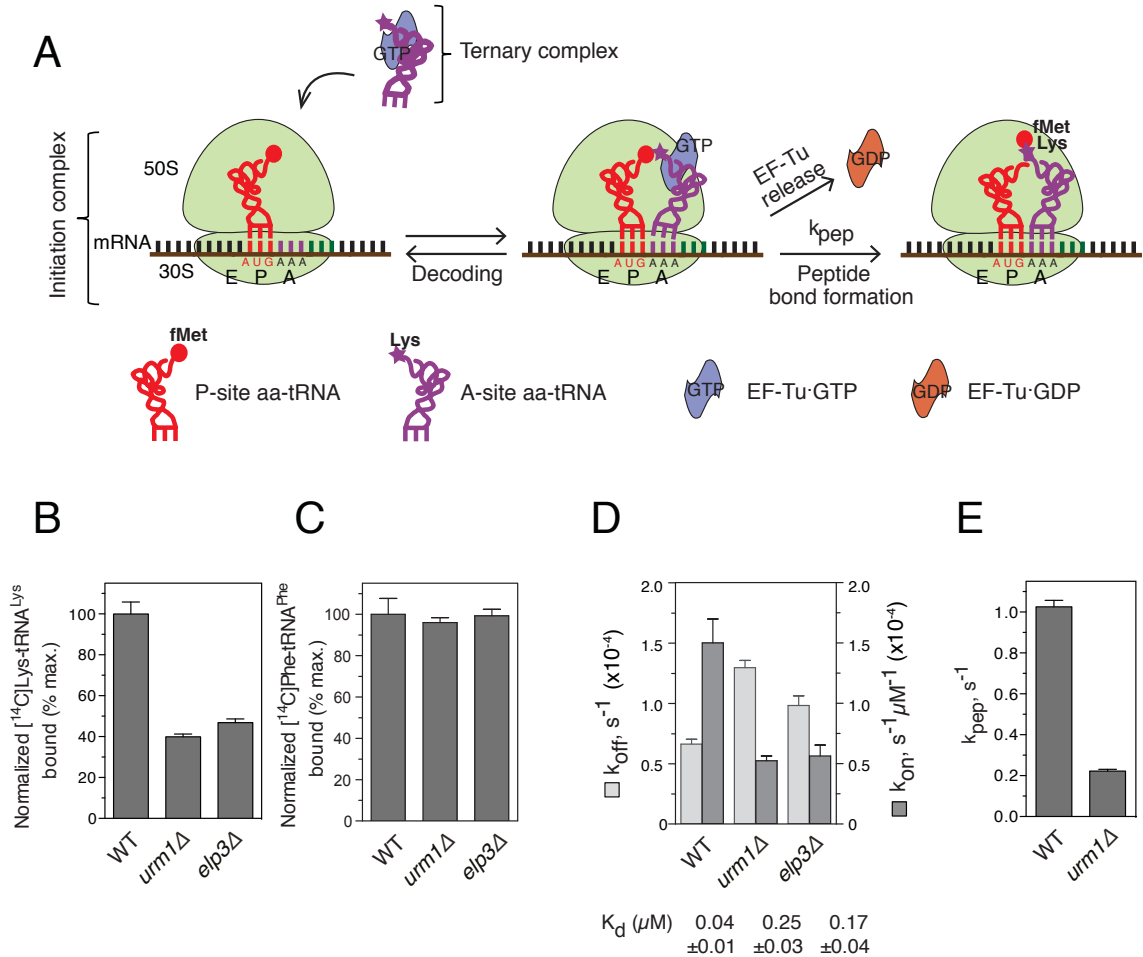 A
GTP
Ternary complex
Initiation complex
50S
mRNA
30S
AUGAAA
E P A
Decoding
GTP
AUGAAA
E P A
EF-Tu
release
GDP
kpep
Peptide
bond formation
fMet
Lys
AUGAAA
E P A
fMet
P-site aa-tRNA
Lys
A-site aa-tRNA
GTP
EF-Tu·GTP
GDP
EF-Tu·GDP
B
Normalized [¹⁴C]Lys-tRNA^Lys
bound (% max.)
100
80
60
40
20
0
WT
urm1Δ
elp3Δ
C
Normalized [¹⁴C]Phe-tRNA^Phe
bound (% max.)
100
80
60
40
20
0
WT
urm1Δ
elp3Δ
D
koff, s⁻¹ (x10⁻⁴)
2.0
1.5
1.0
0.5
0
2.0
1.5
1.0
0.5
0
kon, s⁻¹μM⁻¹ (x10⁻⁴)
WT
urm1Δ
elp3Δ
Kd (μM) 0.04 0.25 0.17
±0.01 ±0.03 ±0.04
E
kpep, s⁻¹
1.0
0.8
0.6
0.4
0.2
0
WT
urm1Δ